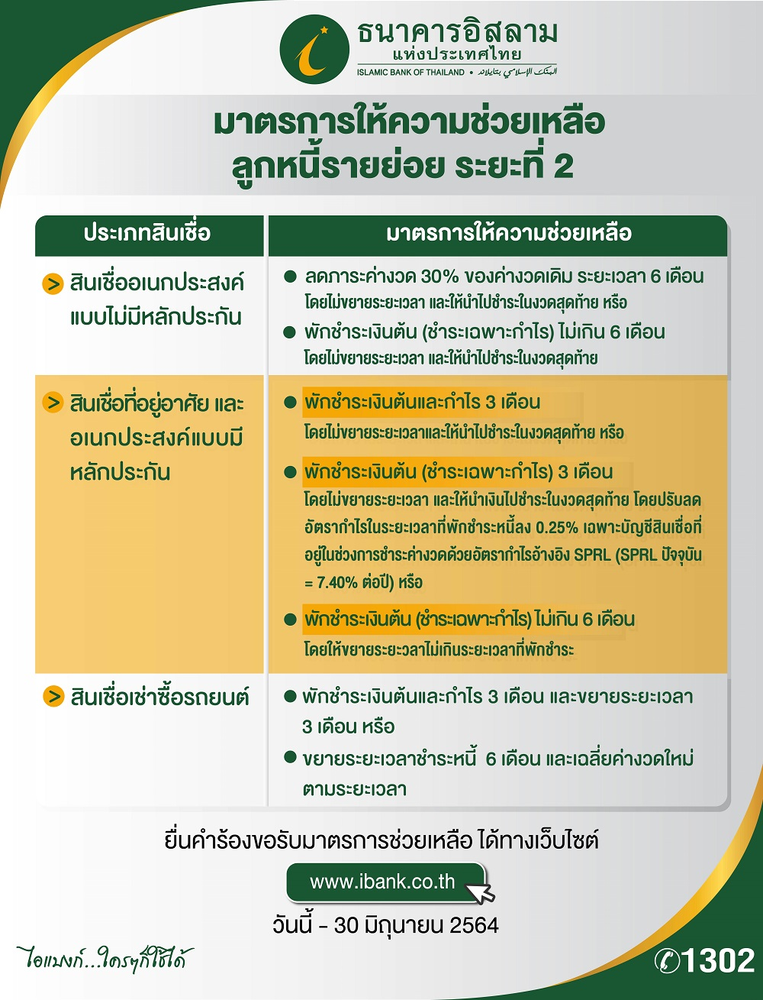 ธนาคารอิสลาม
แห่งประเทศไทย
ISLAMIC BANK OF THAILAND • البنك الإسلامي بتايلاند
มาตรการให้ความช่วยเหลือ
ลูกหนี้รายย่อย ระยะที่ 2
ประเภทสินเชื่อ
มาตรการให้ความช่วยเหลือ
> สินเชื่ออเนกประสงค์
แบบไม่มีหลักประกัน
• ลดภาระค่างวด 30% ของค่างวดเดิม ระยะเวลา 6 เดือน
โดยไม่ขยายระยะเวลา และให้นำไปชำระในงวดสุดท้าย หรือ
• พักชำระเงินต้น (ชำระเฉพาะกำไร) ไม่เกิน 6 เดือน
โดยไม่ขยายระยะเวลา และให้นำไปชำระในงวดสุดท้าย
> สินเชื่อที่อยู่อาศัย และ
อเนกประสงค์แบบมี
หลักประกัน
• พักชำระเงินต้นและกำไร 3 เดือน
โดยไม่ขยายระยะเวลาและให้นำไปชำระในงวดสุดท้าย หรือ
• พักชำระเงินต้น (ชำระเฉพาะกำไร) 3 เดือน
โดยไม่ขยายระยะเวลา และให้นำเงินไปชำระในงวดสุดท้าย โดยปรับลด
อัตรากำไรในระยะเวลาที่พักชำระหนี้ลง 0.25% เฉพาะบัญชีสินเชื่อที่
อยู่ในช่วงการชำระค่างวดด้วยอัตรากำไรอ้างอิง SPRL (SPRL ปัจจุบัน
= 7.40% ต่อปี) หรือ
• พักชำระเงินต้น (ชำระเฉพาะกำไร) ไม่เกิน 6 เดือน
โดยให้ขยายระยะวลาไม่เกินระยะเวลาที่พักชำระ
> สินเชื่อเช่าซื้อรถยนต์
• พักชำระเงินต้นและกำไร 3 เดือน และขยายระยะเวลา
3 เดือน หรือ
• ขยายระยะเวลาชำระหนี้ 6 เดือน และเฉลี่ยค่างวดใหม่
ตามระยะเวลา
ยื่นคำร้องขอรับมาตรการช่วยเหลือ ได้ทางเว็บไซต์
www.ibank.co.th
วันนี้ - 30 มิถุนายน 2564
ไอแบงก์...ใครๆก็ใช้ได้
1302